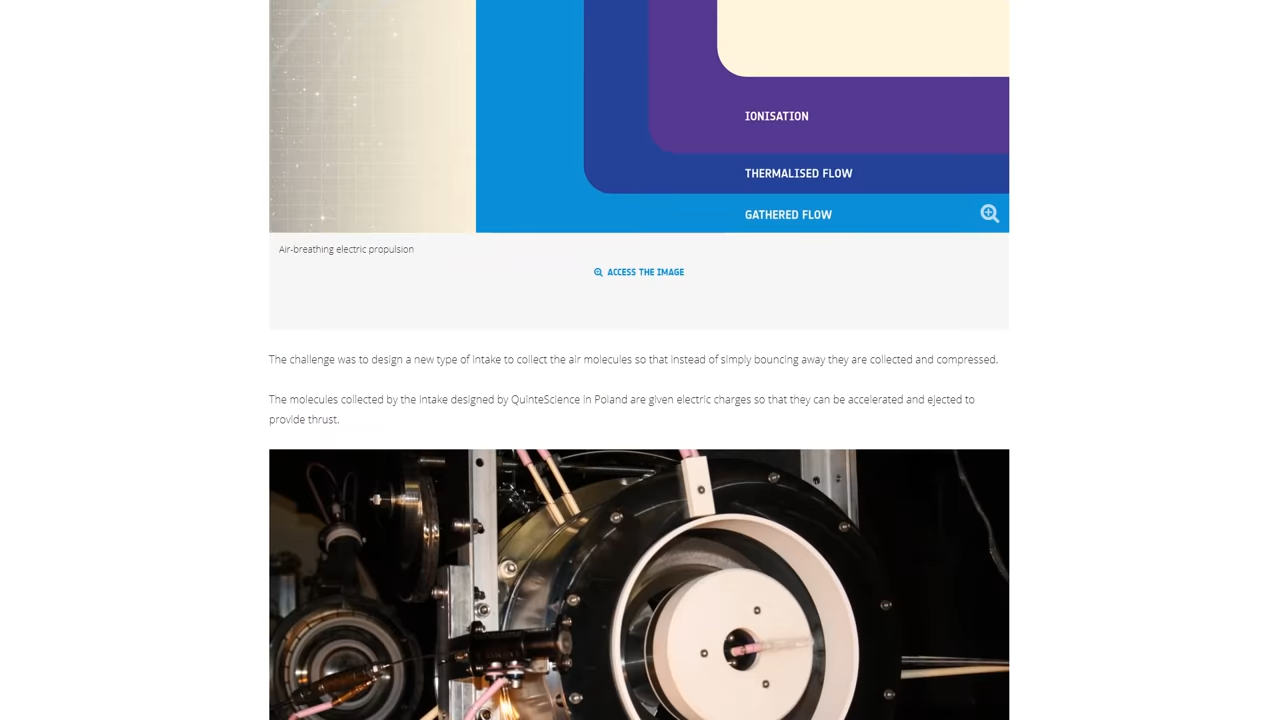 IONISATION
THERMALISED FLOW
GATHERED FLOW
Air-breathing electric propulsion
ACCESS THE IMAGE
The challenge was to design a new type of intake to collect the air molecules so that instead of simply bouncing away they are collected and compressed.
The molecules collected by the intake designed by QuinteScience in Poland are given electric charges so that they can be accelerated and ejected to
provide thrust.